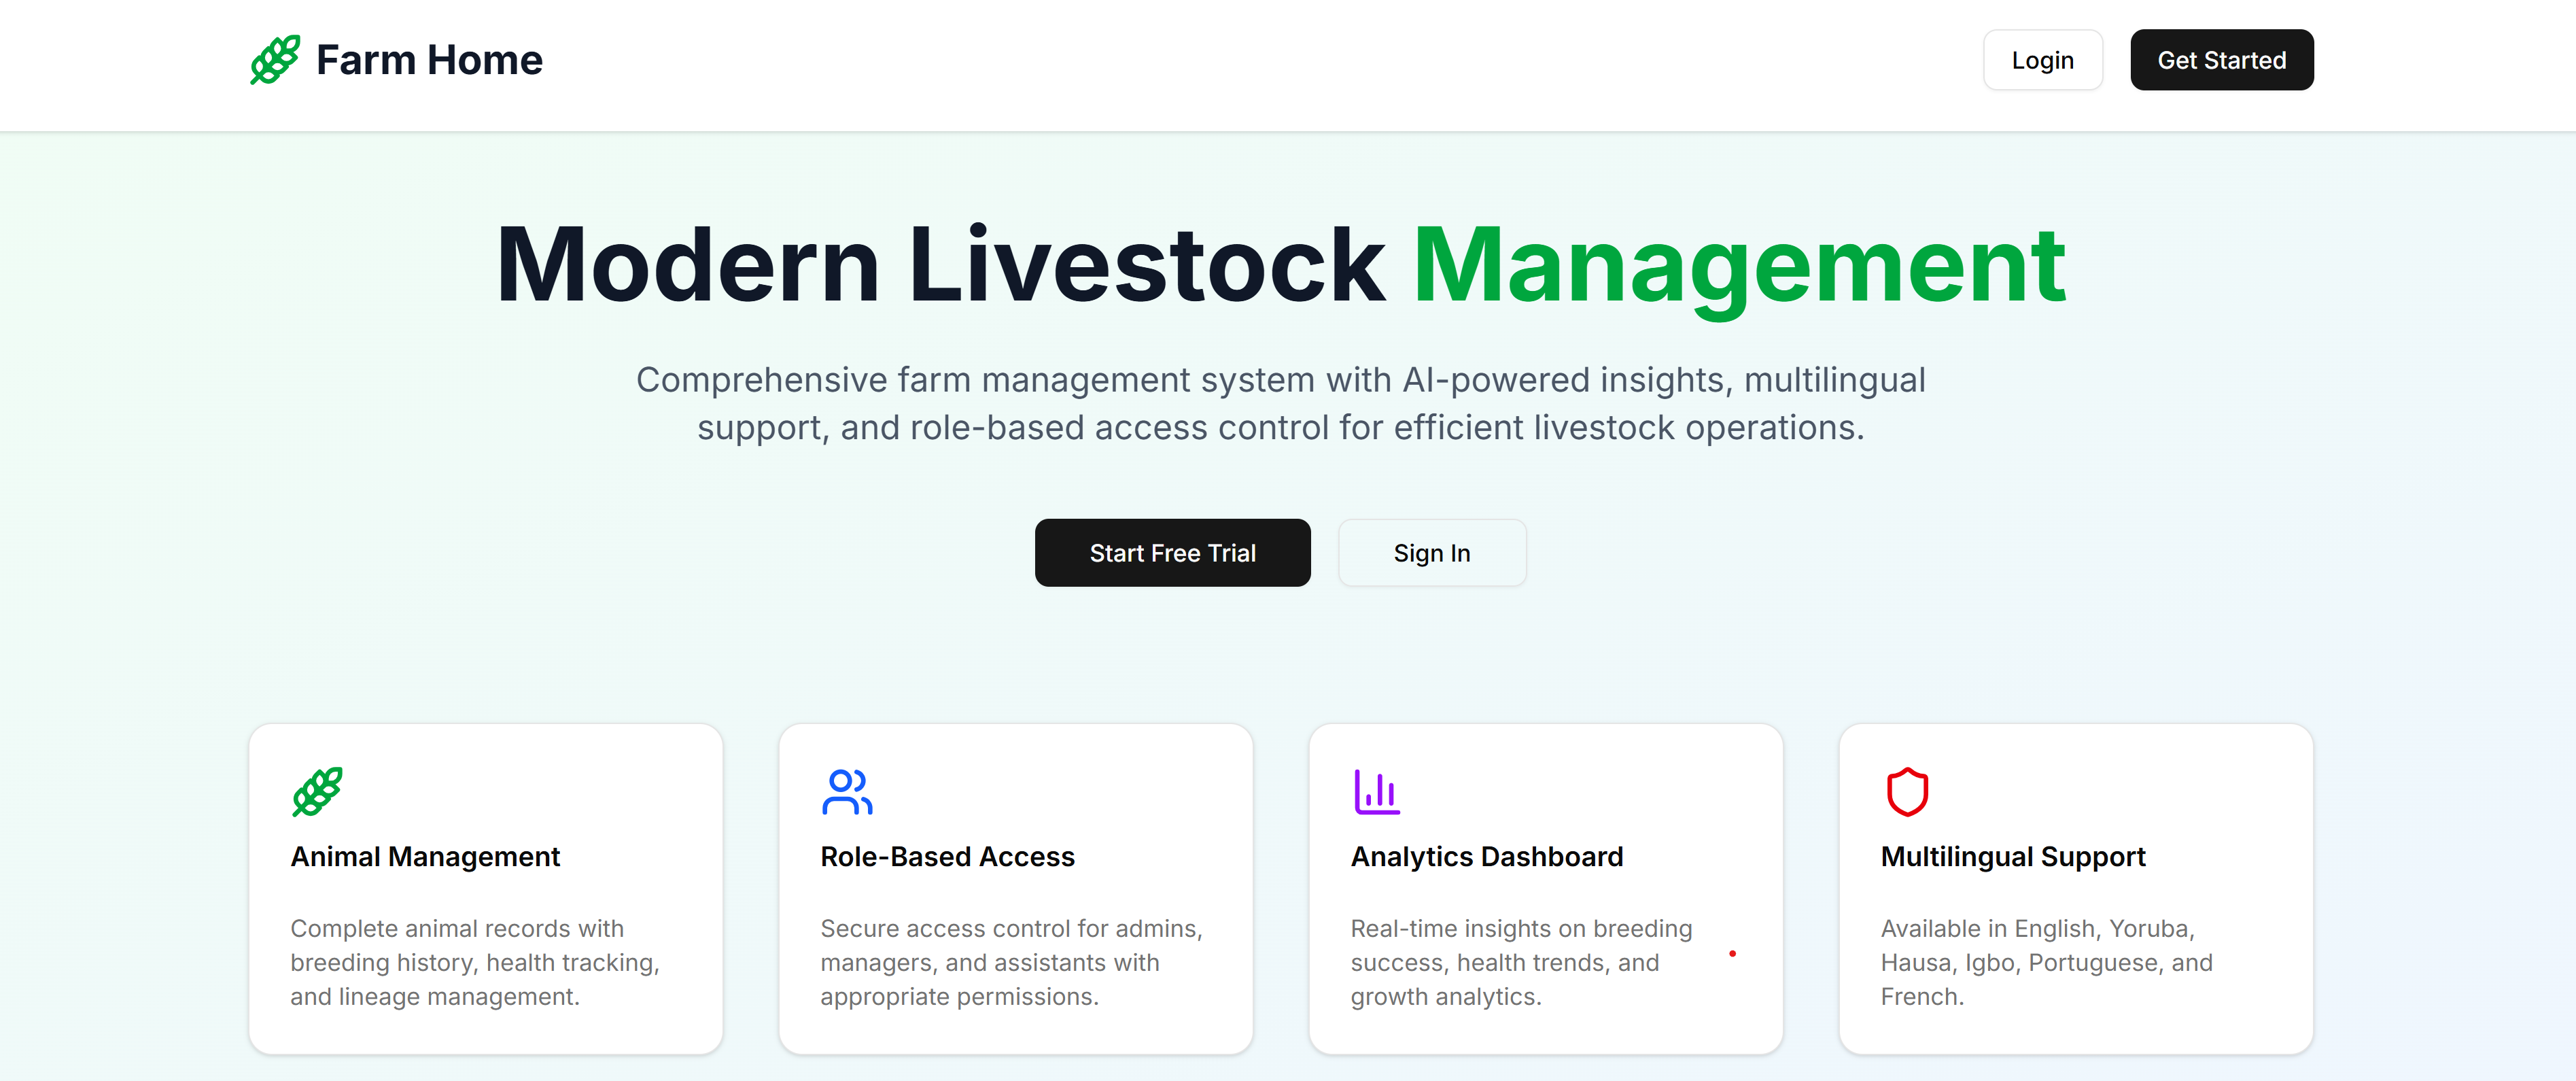 Farm Home
Login
Get Started
Modern Livestock Management
Comprehensive farm management system with AI-powered insights, multilingual
support, and role-based access control for efficient livestock operations.
Start Free Trial
Sign In
Animal Management
Complete animal records with
breeding history, health tracking,
and lineage management.
Role-Based Access
Secure access control for admins,
managers, and assistants with
appropriate permissions.
Analytics Dashboard
Real-time insights on breeding
success, health trends, and
growth analytics.
Multilingual Support
Available in English, Yoruba,
Hausa, Igbo, Portuguese, and
French.